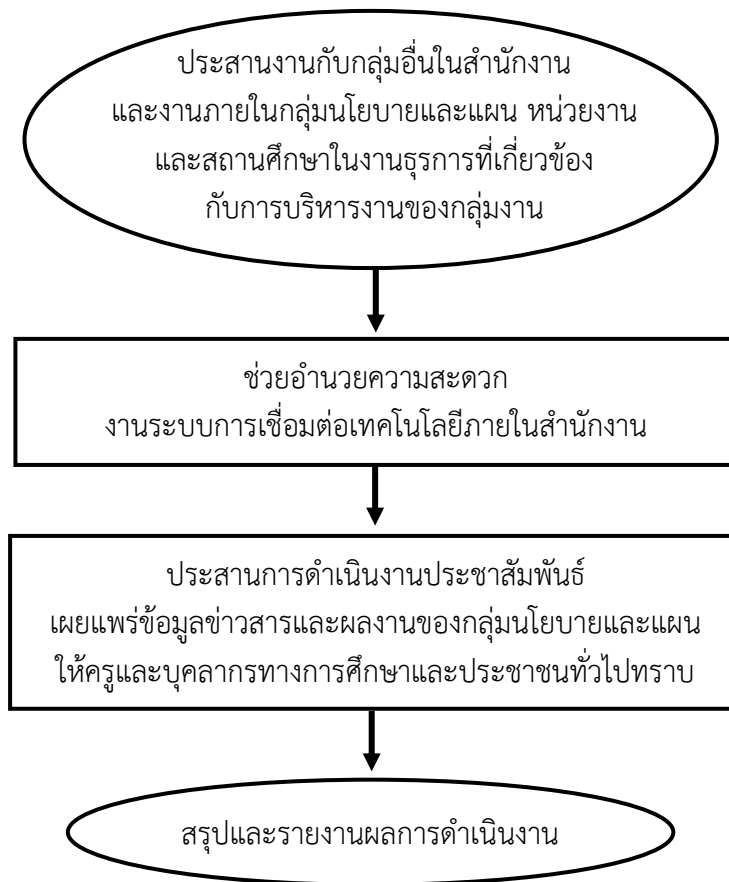 ประสานงานกับกลุ่มอื่นในสำนักงาน
และงานภายในกลุ่มนโยบายและแผน หน่วยงาน
และสถานศึกษาในงานธุรการที่เกี่ยวข้อง
กับการบริหารงานของกลุ่มงาน
ช่วยอำนวยความสะดวก
งานระบบการเชื่อมต่อเทคโนโลยีภายในสำนักงาน
ประสานการดำเนินงานประชาสัมพันธ์
เผยแพร่ข้อมูลข่าวสารและผลงานของกลุ่มนโยบายและแผน
ให้ครูและบุคลากรทางการศึกษาและประชาชนทั่วไปทราบ
สรุปและรายงานผลการดำเนินงาน